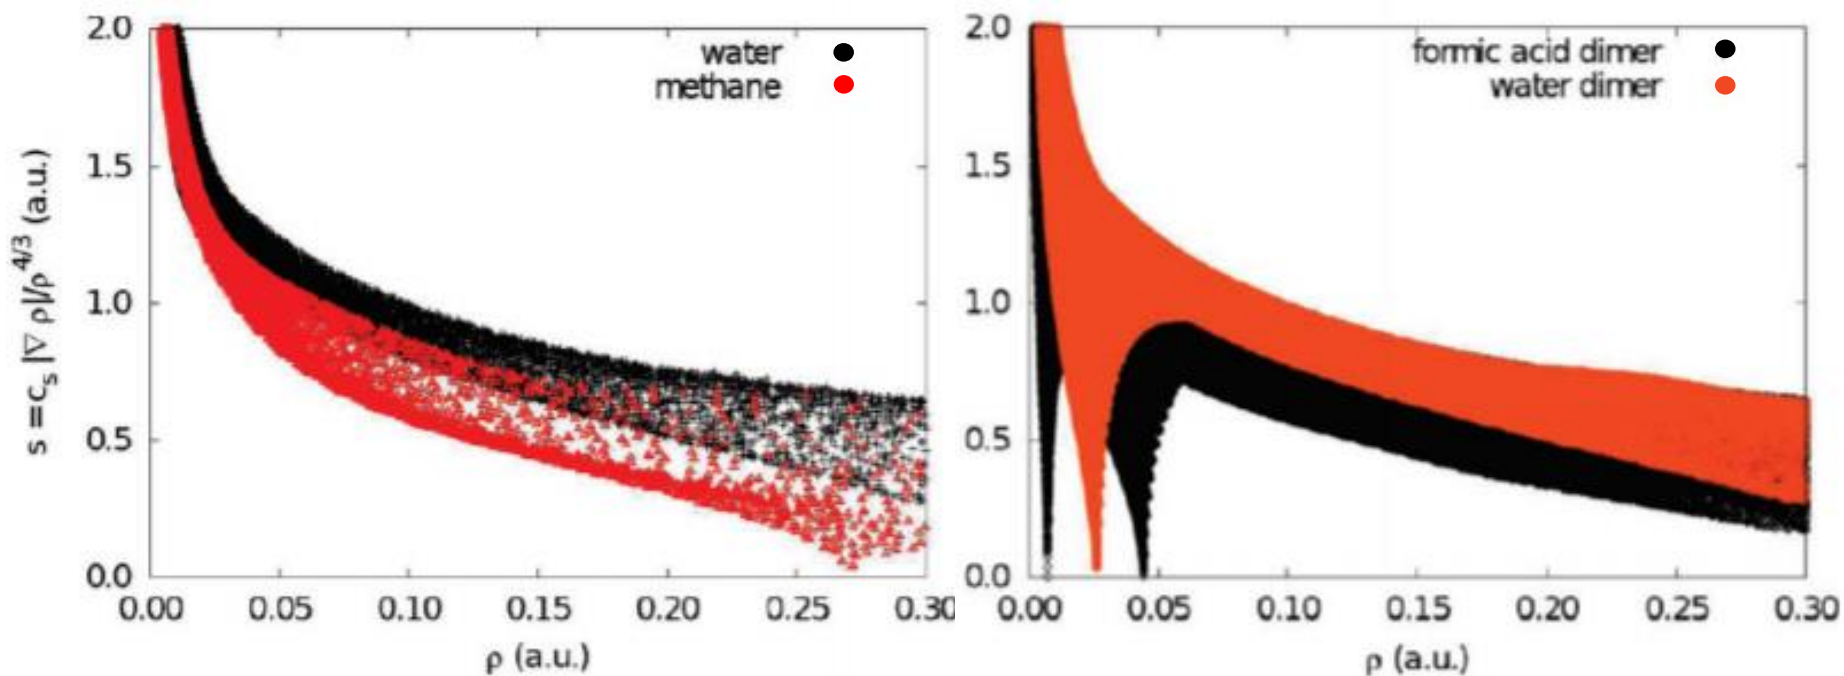 2.0
1.5
1.0
0.5
0.0
0.00 0.05 0.10 0.15 0.20 0.25 0.30
s = cₛ |∇ ρ|/ρ^4/3 (a.u.)
ρ (a.u.)
water
methane
2.0
1.5
1.0
0.5
0.0
0.00 0.05 0.10 0.15 0.20 0.25 0.30
ρ (a.u.)
formic acid dimer
water dimer